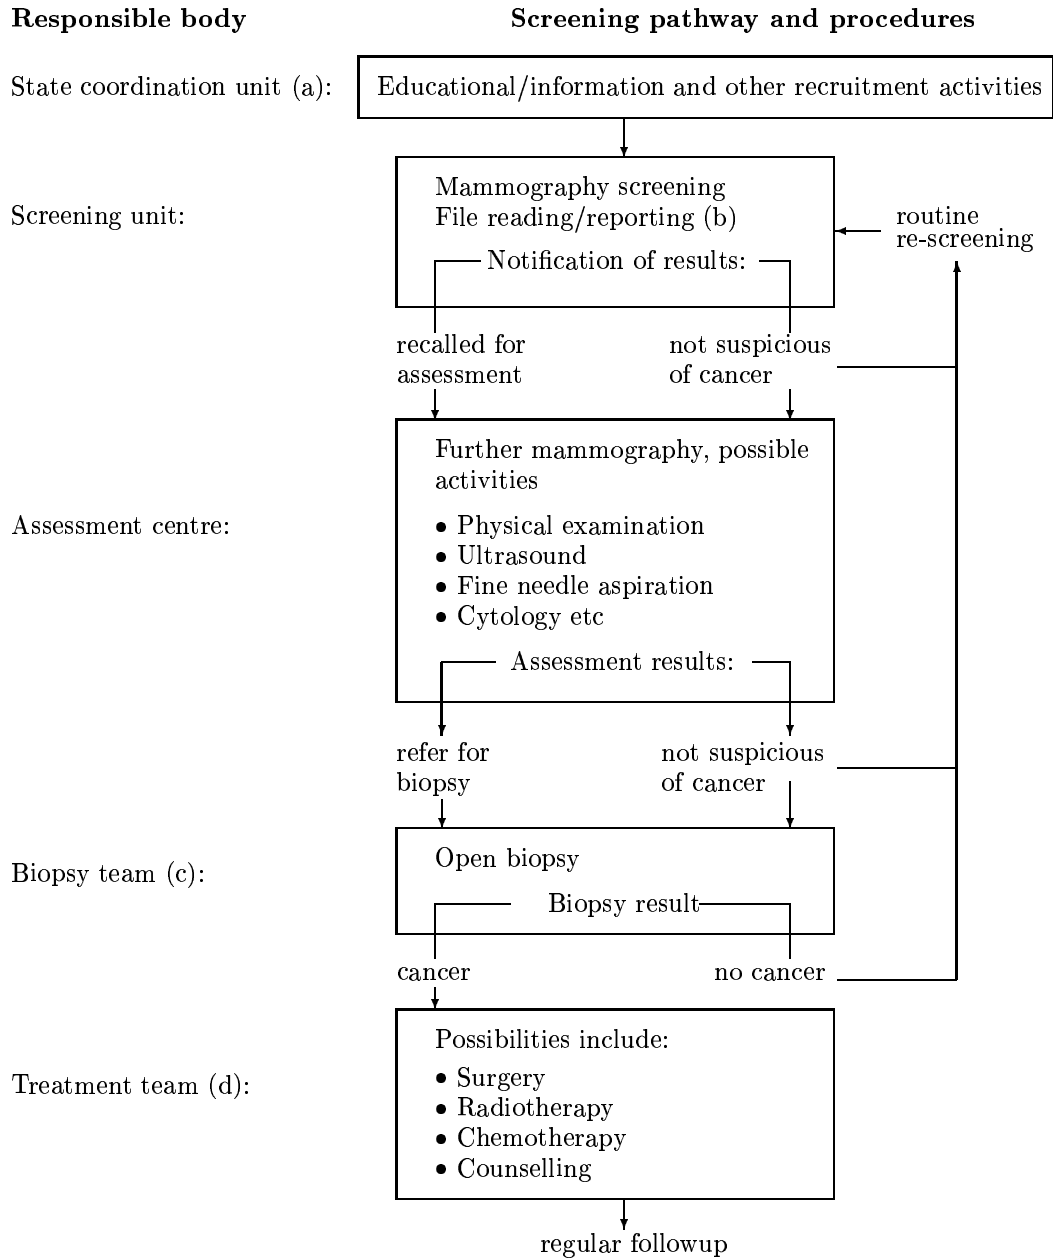 Responsible body Screening pathway and procedures
State coordination unit (a): Educational/information and other recruitment activities
Mammography screening
Screening unit: File reading/reporting (b) routine
re-screening
Notification of results:
recalled for not suspicious
assessment of cancer
Further mammography, possible
activities
Assessment centre: • Physical examination
• Ultrasound
• Fine needle aspiration
• Cytology etc
Assessment results:
refer for not suspicious
biopsy of cancer
Open biopsy
Biopsy team (c):
Biopsy result
cancer no cancer
Possibilities include:
Treatment team (d): • Surgery
• Radiotherapy
• Chemotherapy
• Counselling
regular followup